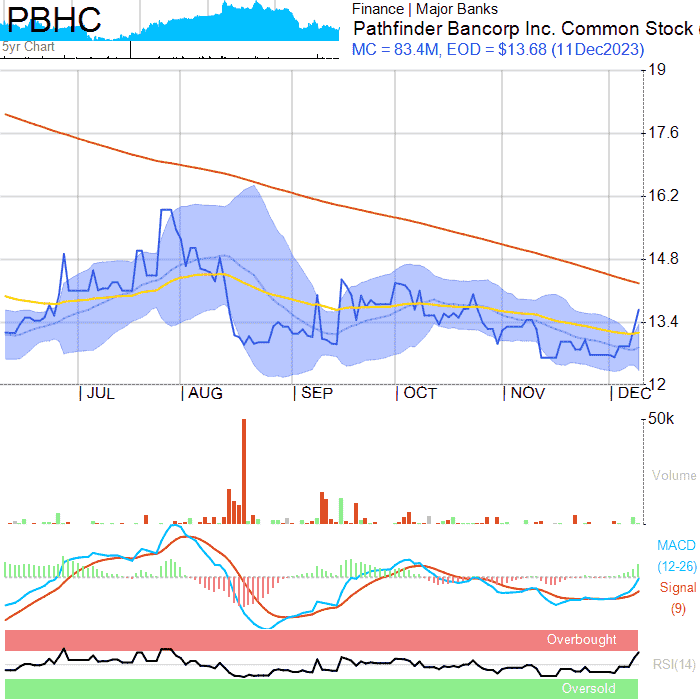 PBHC
5yr Chart
Finance | Major Banks
Pathfinder Bancorp Inc. Common Stock (
MC = 83.4M, EOD = $13.68 (11Dec2023)
19
17.6
16.2
14.8
13.4
12
JUL AUG SEP OCT NOV DEC
50k
Volume
MACD
(12-26)
Signal
(9)
Overbought
RSI(14)
Oversold